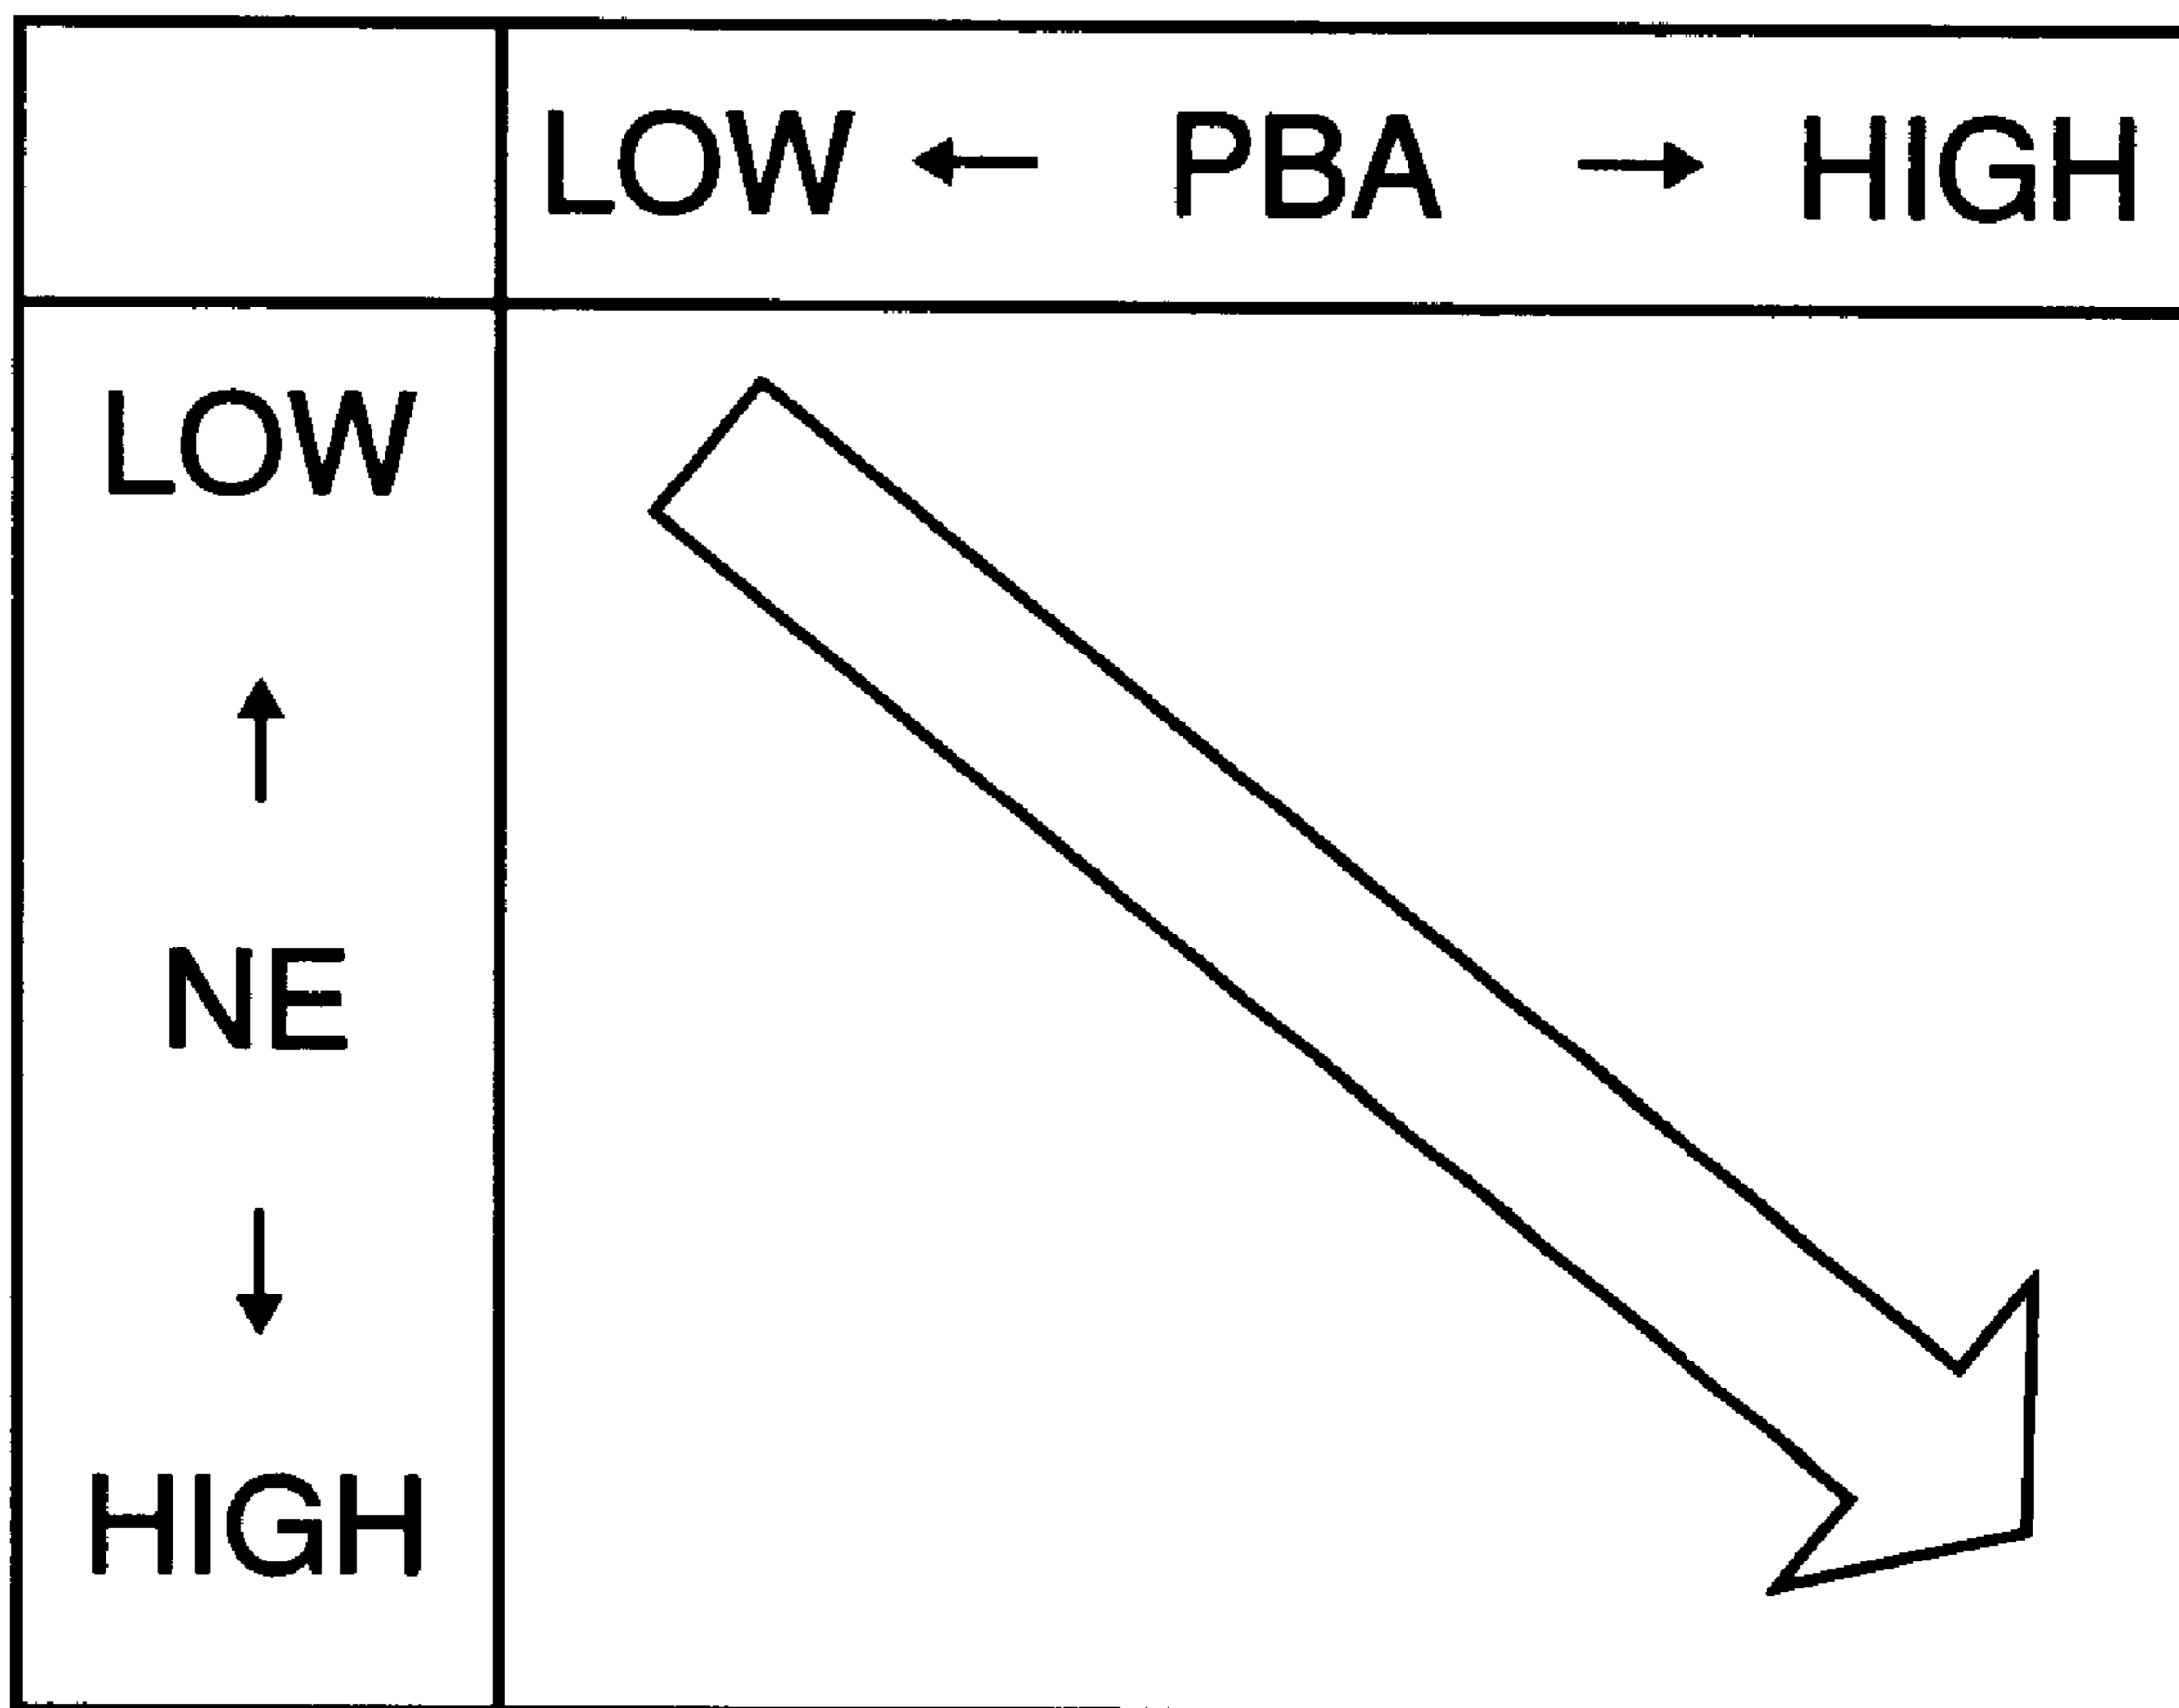 LOW ← PBA → HIGH
LOW
↑
NE
↓
HIGH